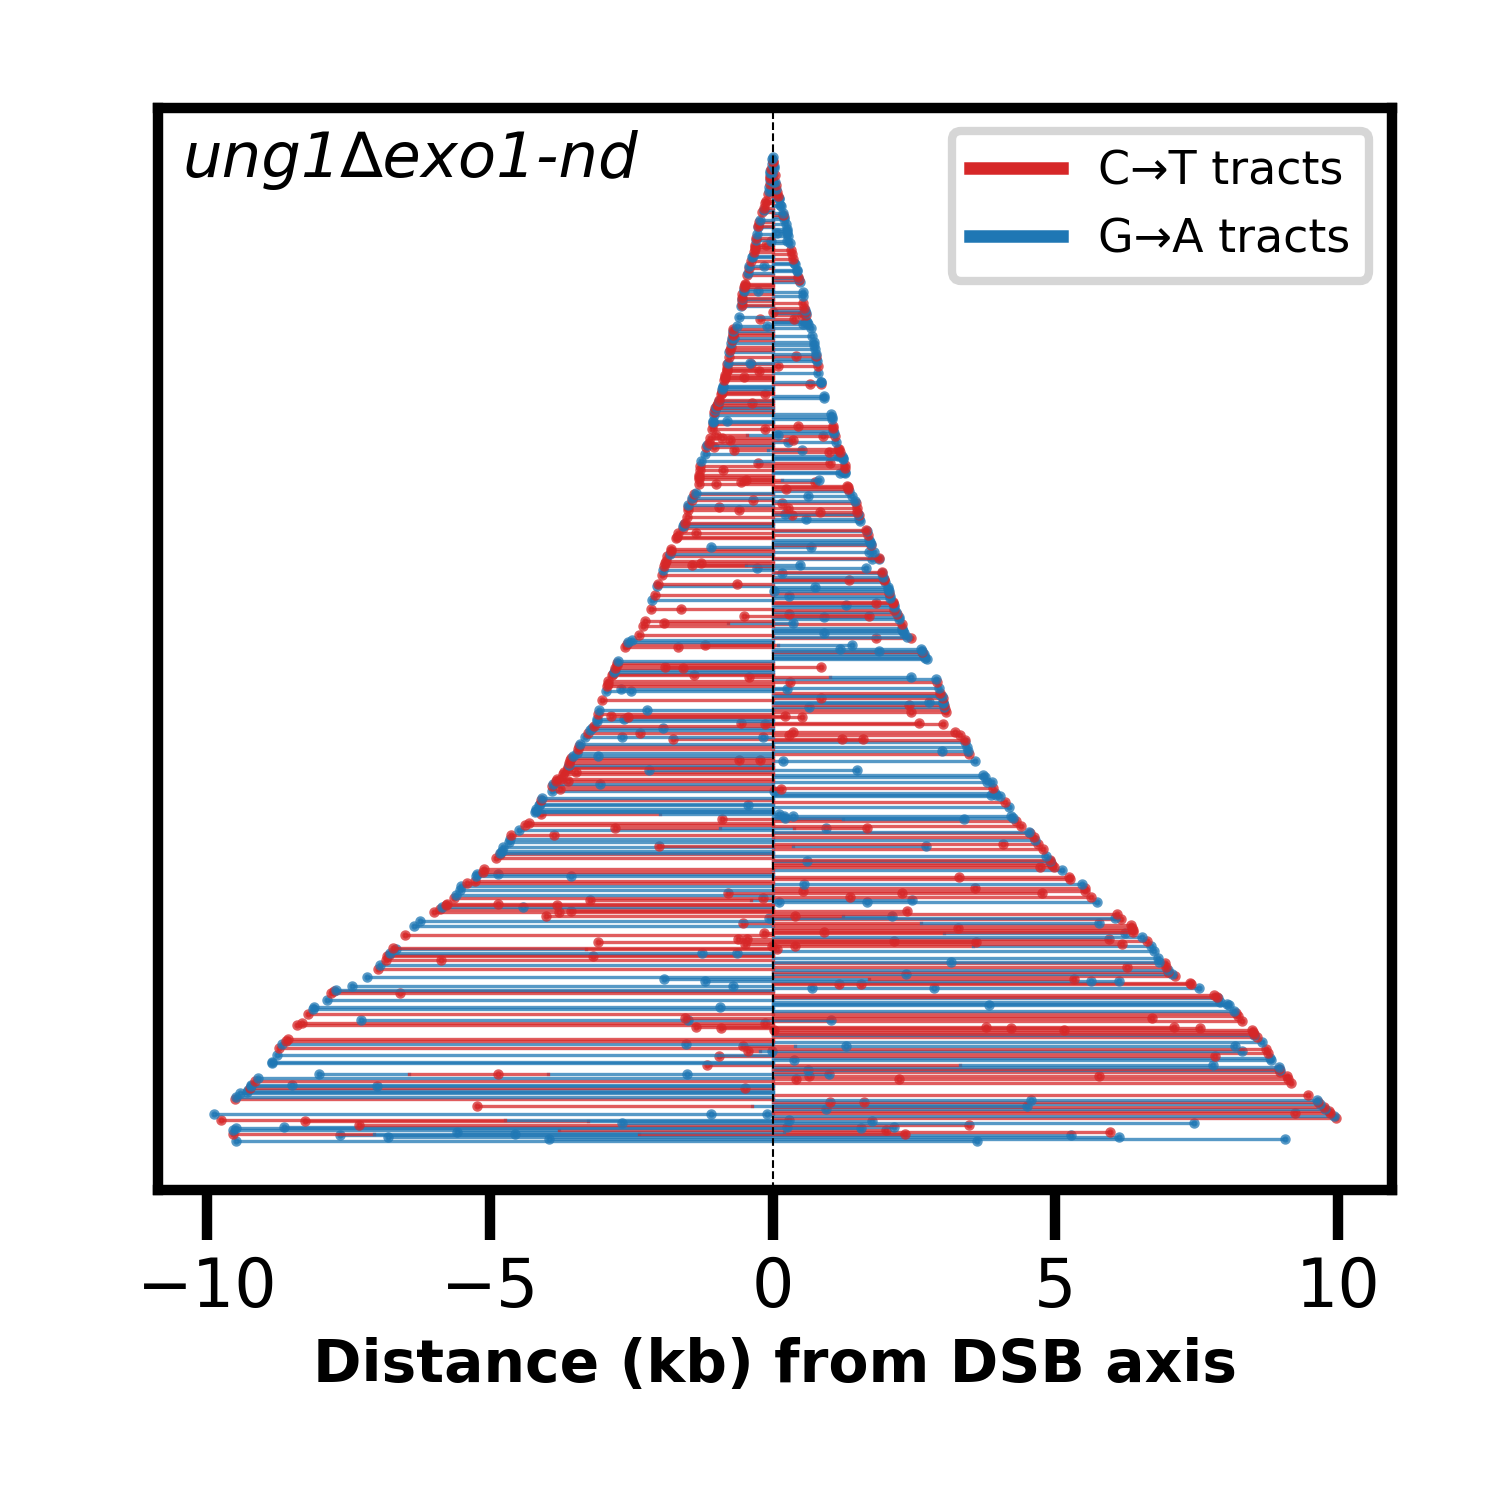 ung1Δexo1-nd
C→T tracts
G→A tracts
−10 −5 0 5 10
Distance (kb) from DSB axis